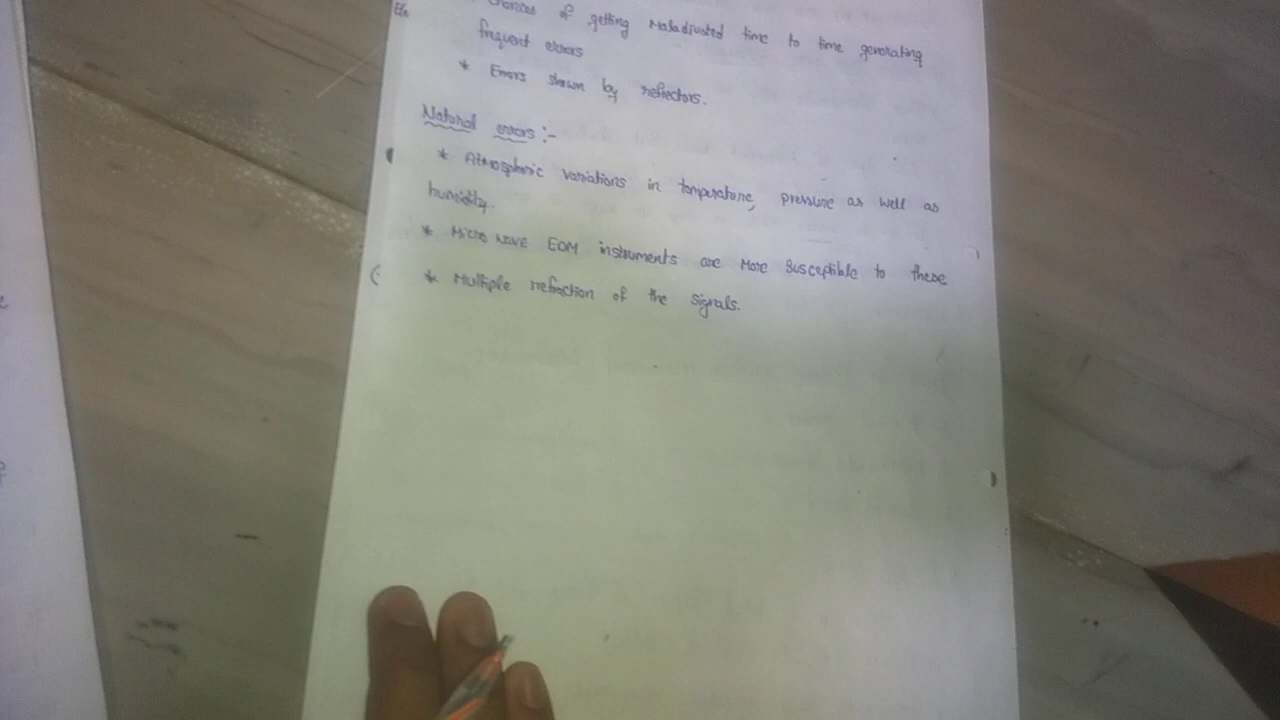 chances of getting Maladjusted time to time generating
frequent errors
* Errors shown by reflectors.
Natural errors :-
* Atmospheric variations in temperature, pressure as well as
humidity.
* Micro wave EDM instruments are More Susceptible to these
* Multiple refraction of the signals.